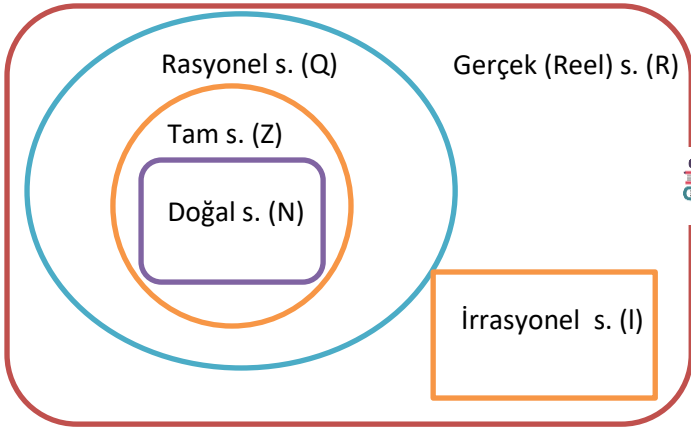 Rasyonel s. (Q)
Gerçek (Reel) s. (R)
Tam s. (Z)
Doğal s. (N)
İrrasyonel s. (I)